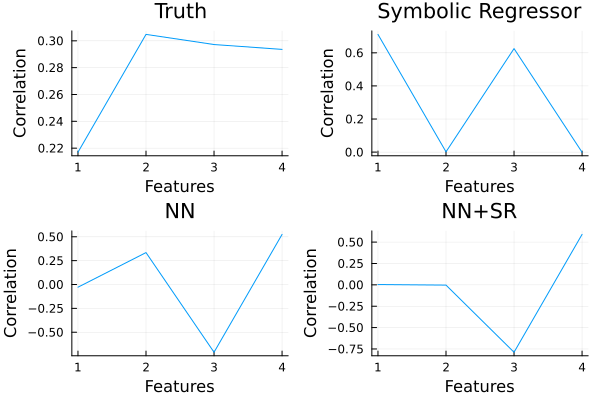 Truth
Correlation
0.30
0.28
0.26
0.24
0.22
1 2 3 4
Features
Symbolic Regressor
Correlation
0.6
0.4
0.2
0.0
1 2 3 4
Features
NN
Correlation
0.50
0.25
0.00
−0.25
−0.50
1 2 3 4
Features
NN+SR
Correlation
0.50
0.25
0.00
−0.25
−0.50
−0.75
1 2 3 4
Features